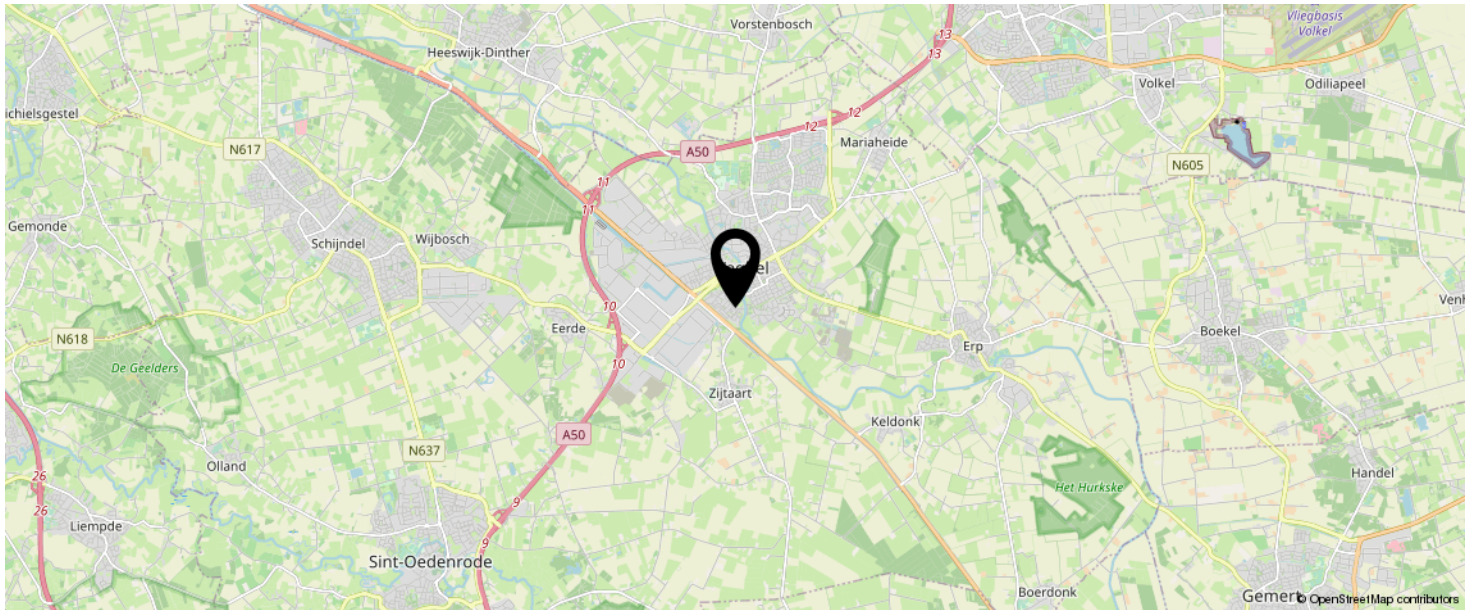 Vorstenbosch
Vliegbasis
Volkel
13
13
Heeswijk-Dinther
Volkel
Odiliapeel
ichielsgestel
12
12
Mariaheide
N617
A50
N605
11
11
Gemonde
Schijndel
Wijbosch
10
Eerde
Venh
Boekel
N618
De Geelders
Erp
10
Zijtaart
Keldonk
A50
N637
Olland
26
26
Handel
Het Hurkske
9
Liempde
9
Sint-Oedenrode
Boerdonk
Gemert
© OpenStreetMap contributors